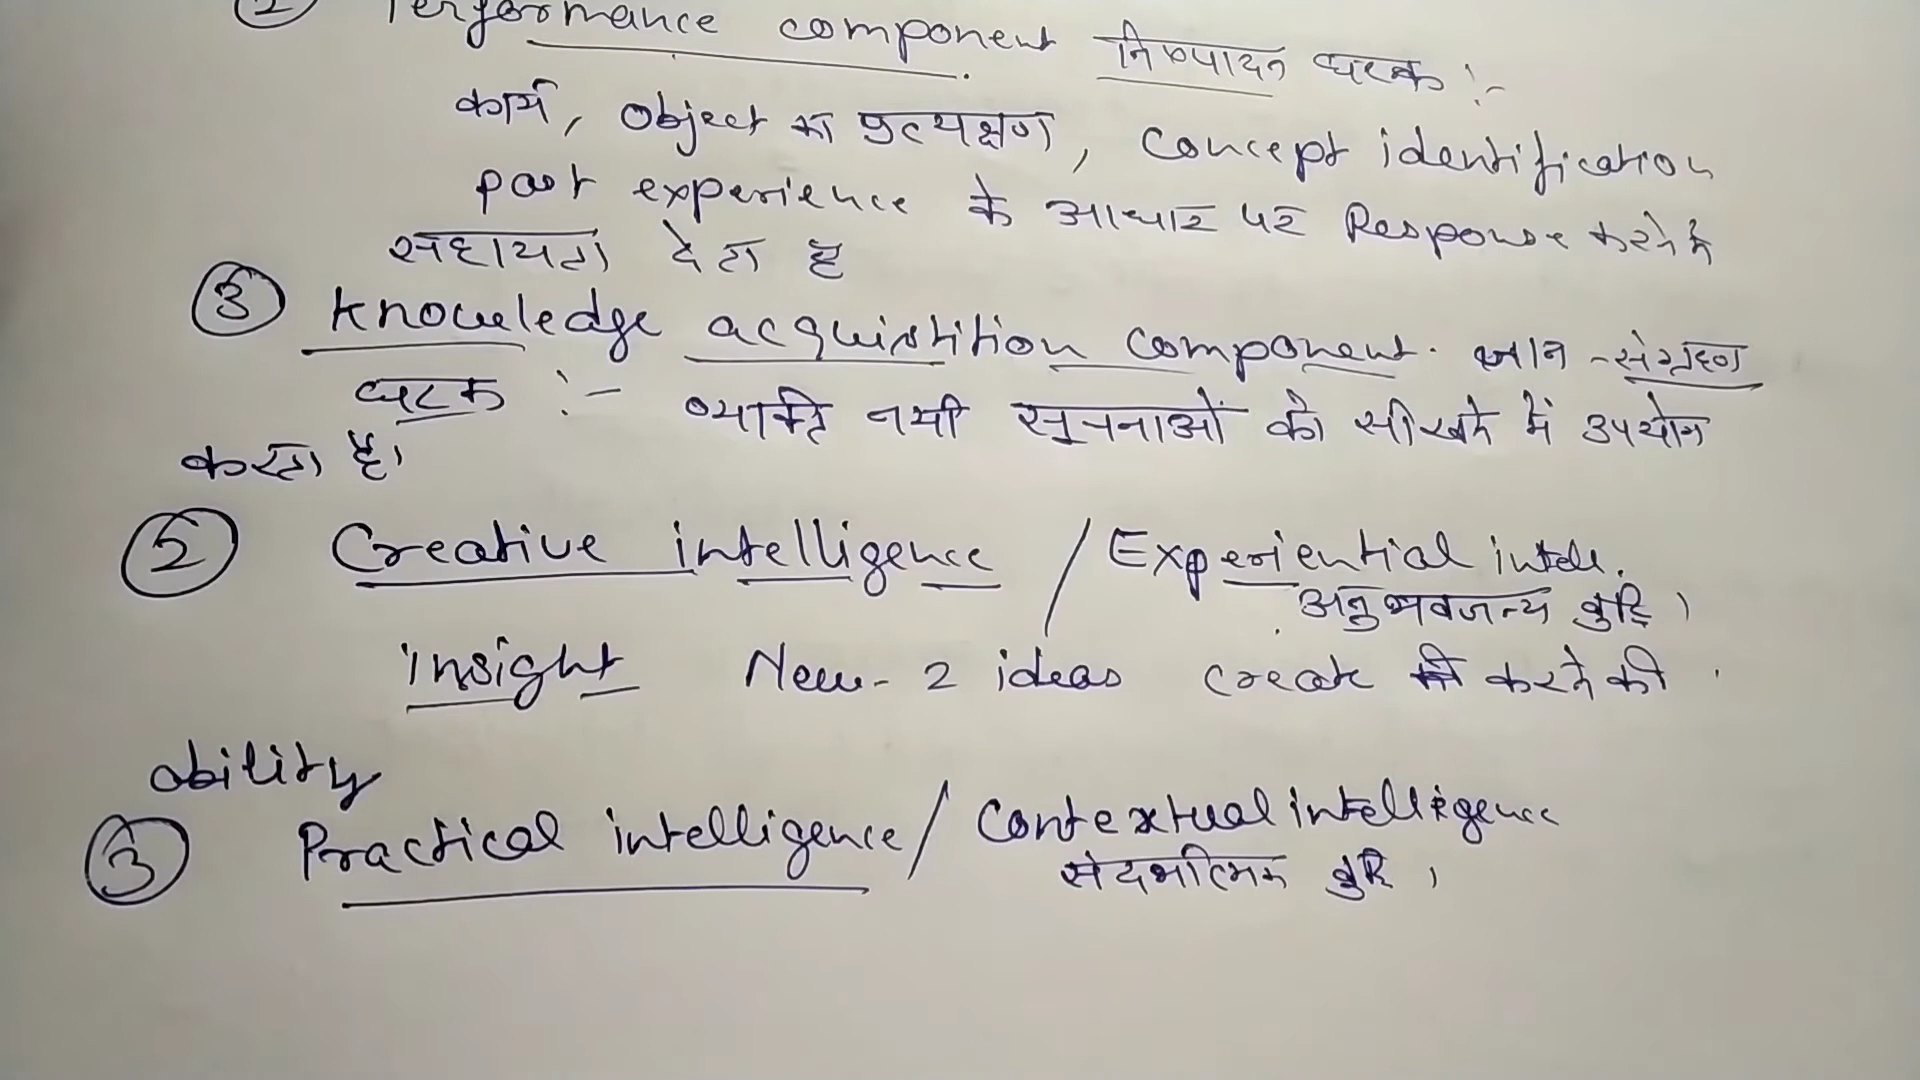 ② Performance component निष्पादन घटक :-
कार्य, object का प्रत्यक्षण, concept identification
past experience के आधार पर Response करने में
सहायता देता है
③ knowledge acquistition component. ज्ञान -संग्रहण
घटक :- व्यक्ति नयी सूचनाओं को सीखने में उपयोग
करता है।
② Creative intelligence / Experiential intell.
अनुभवजन्य बुद्धि।
insight New-2 ideas create करने की
ability
③ Practical intelligence / Contextual intelligence
संदर्भात्मक बुद्धि।